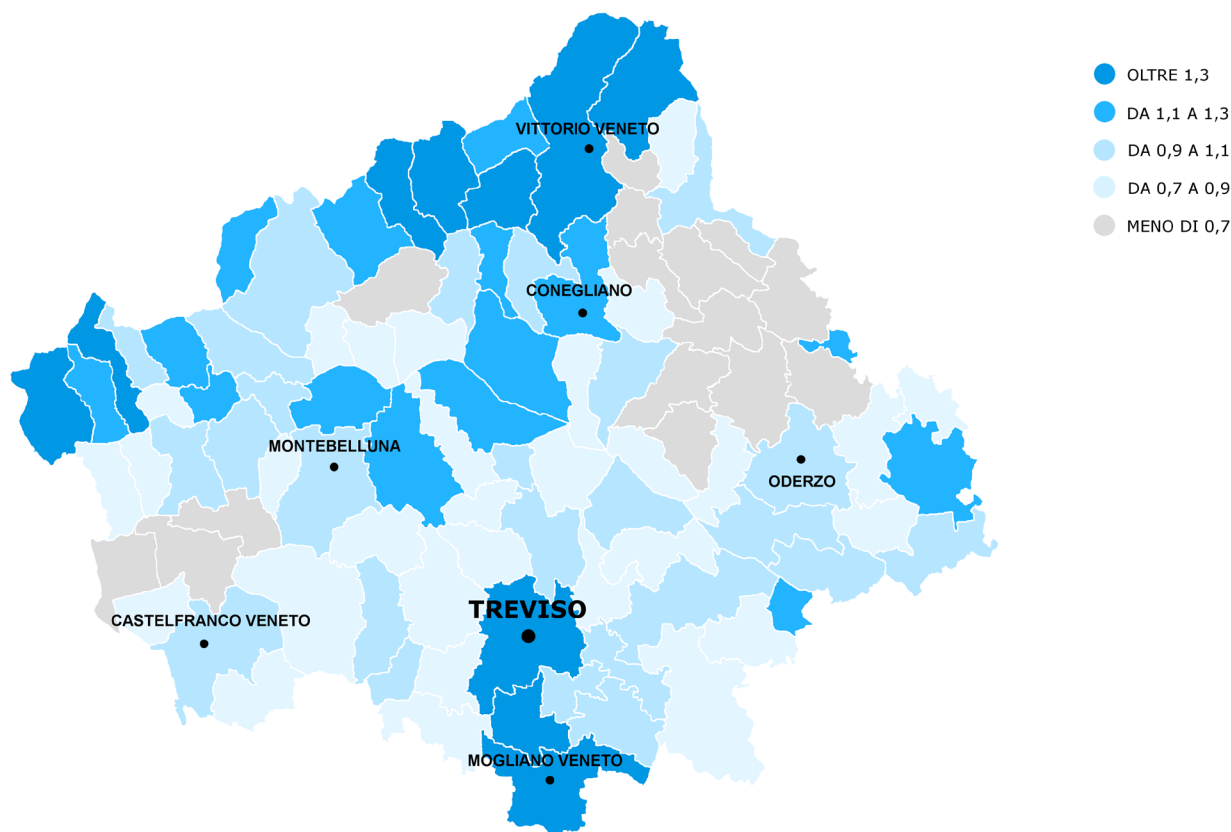 OLTRE 1,3
DA 1,1 A 1,3
DA 0,9 A 1,1
DA 0,7 A 0,9
MENO DI 0,7
VITTORIO VENETO
CONEGLIANO
MONTEBELLUNA
ODERZO
TREVISO
CASTELFRANCO VENETO
MOGLIANO VENETO